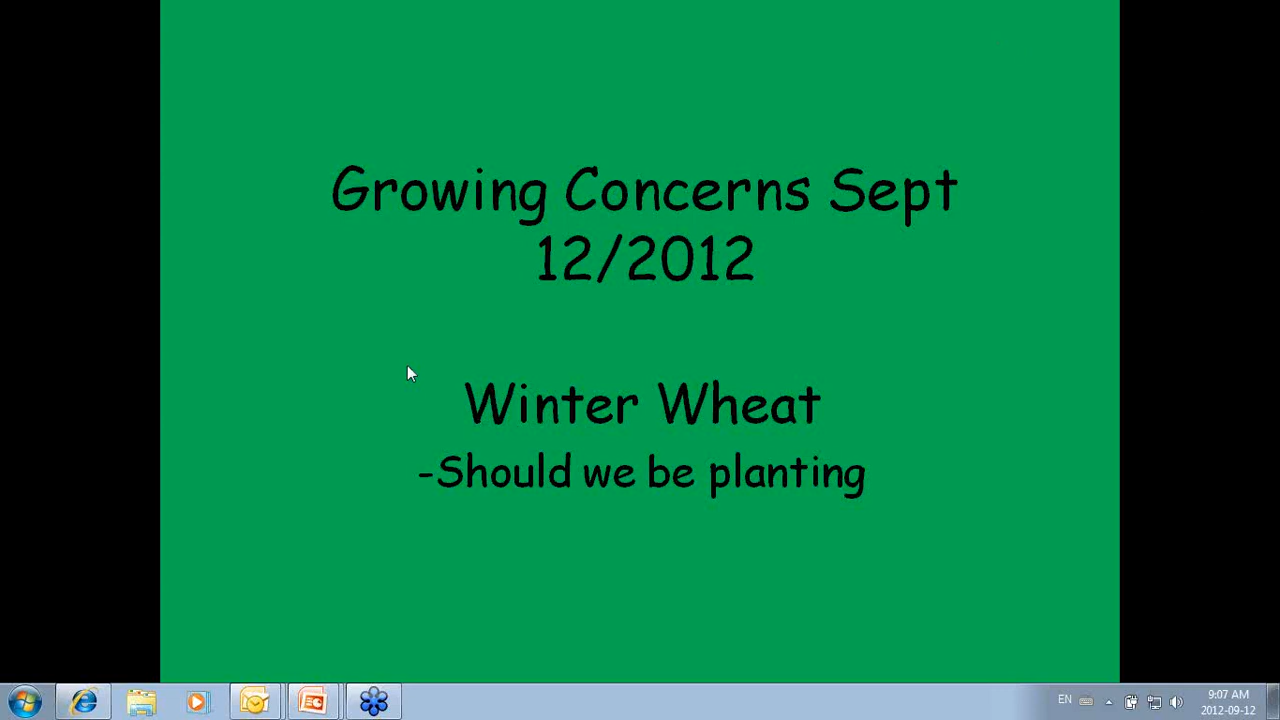 Growing Concerns Sept
12/2012
Winter Wheat
-Should we be planting
EN
9:07 AM
2012-09-12